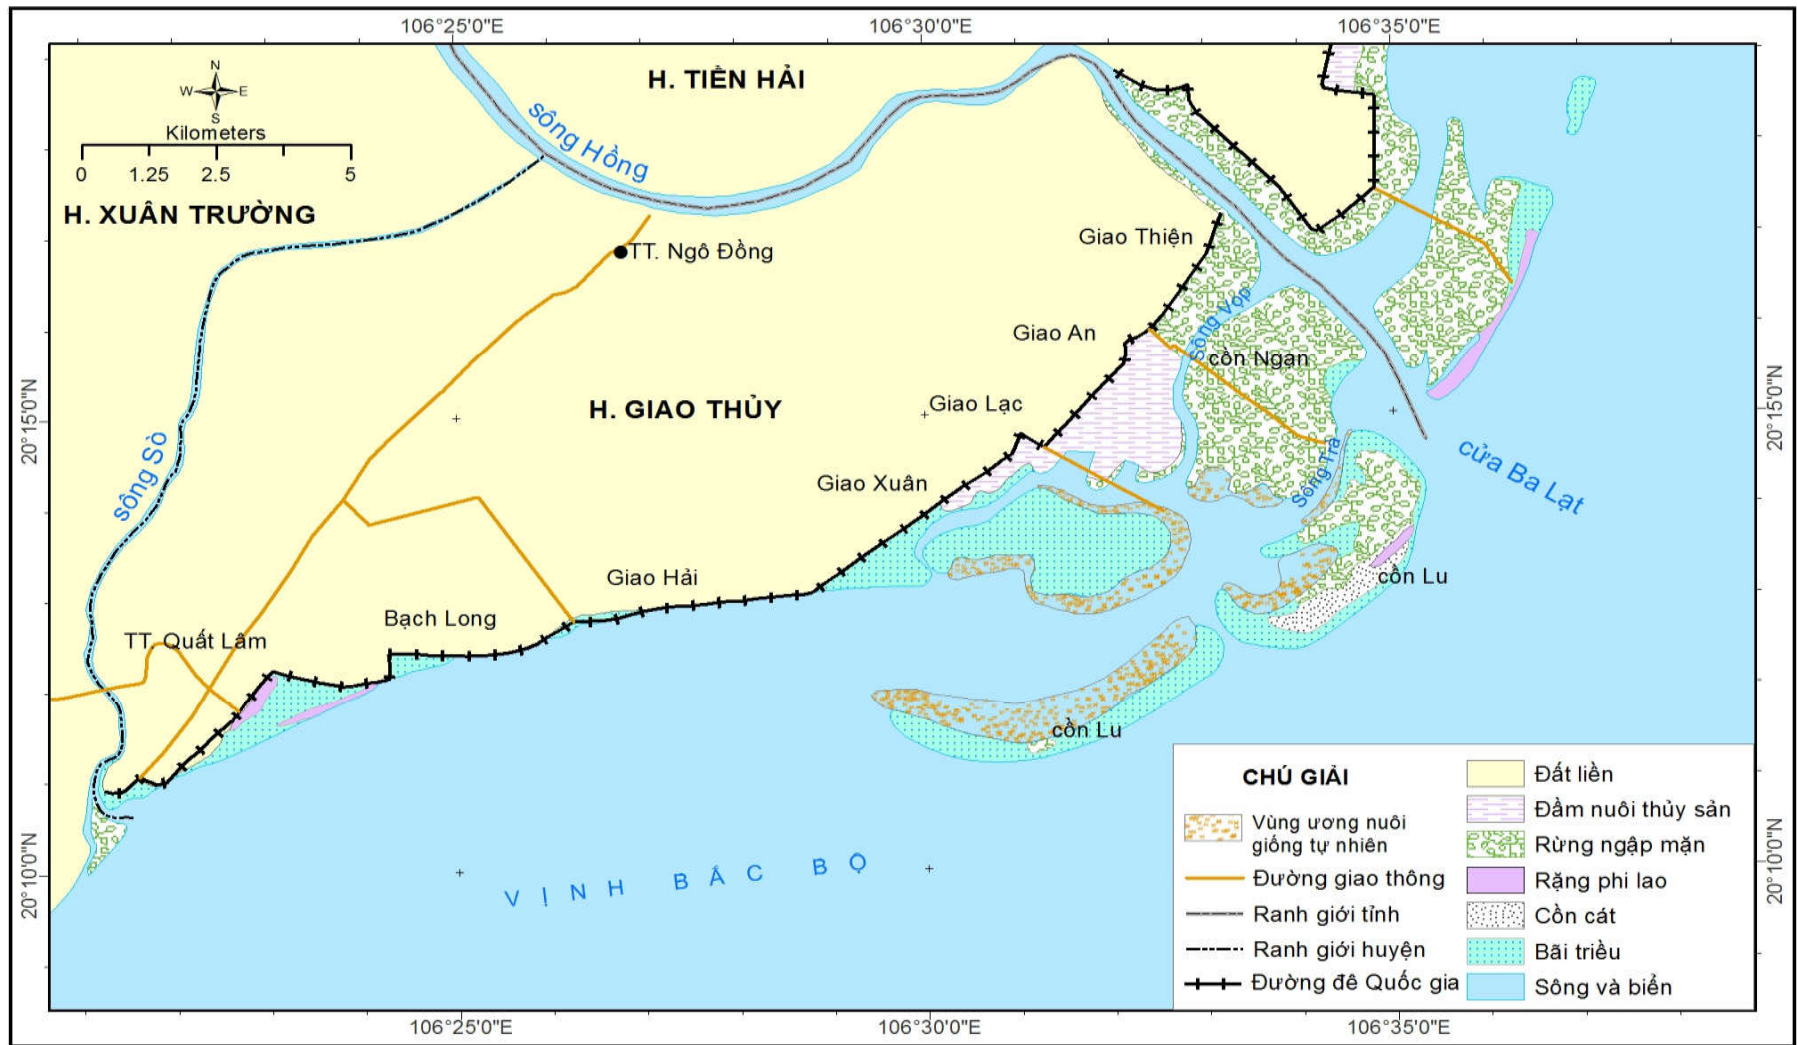 106°25'0"E
106°30'0"E
106°35'0"E
N
W
E
S
Kilometers
0 1.25 2.5 5
H. TIỀN HẢI
sông Hồng
H. XUÂN TRƯỜNG
TT. Ngô Đồng
Giao Thiện
Sông Vọp
Giao An
cồn Ngạn
Giao Lạc
H. GIAO THỦY
20°15'0"N
20°15'0"N
cửa Ba Lạt
sông Sò
Giao Xuân
Sông Trà
Giao Hải
cồn Lu
Bạch Long
TT. Quất Lâm
cồn Lu
VỊNH BẮC BỘ
20°10'0"N
20°10'0"N
CHÚ GIẢI
Vùng ương nuôi
giống tự nhiên
Đường giao thông
Ranh giới tỉnh
Ranh giới huyện
Đường đê Quốc gia
Đất liền
Đầm nuôi thủy sản
Rừng ngập mặn
Rặng phi lao
Cồn cát
Bãi triều
Sông và biển
106°25'0"E
106°30'0"E
106°35'0"E